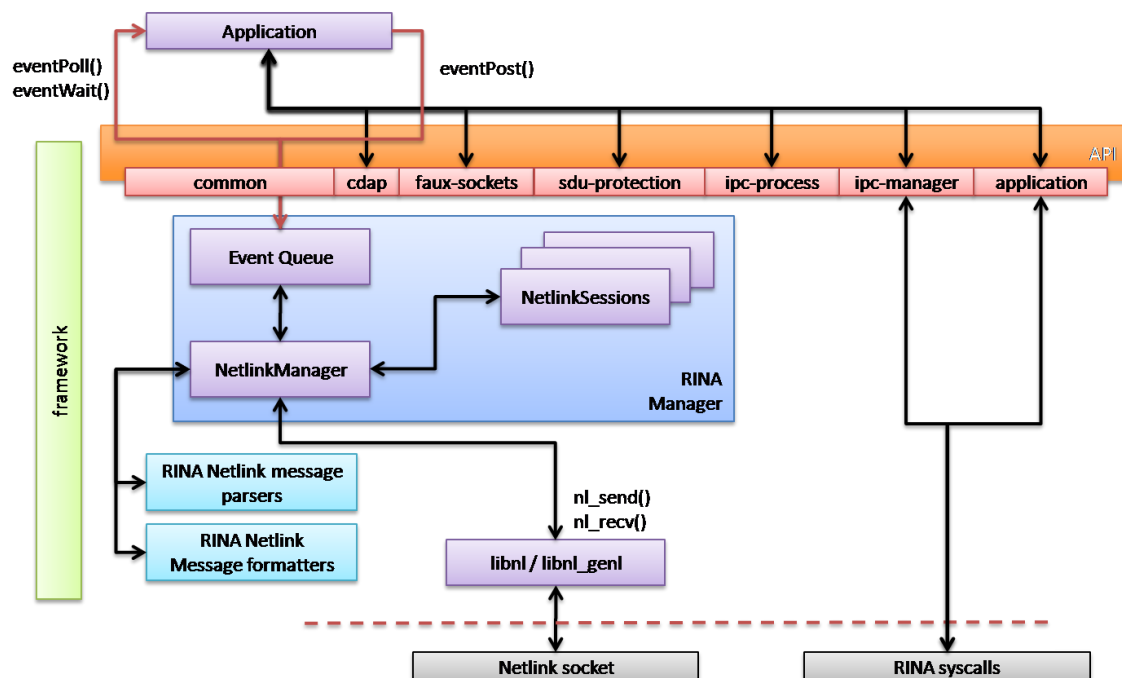 Application
eventPoll()
eventWait()
eventPost()
API
common
cdap
faux-sockets
sdu-protection
ipc-process
ipc-manager
application
framework
Event Queue
NetlinkSessions
NetlinkManager
RINA
Manager
RINA Netlink message
parsers
RINA Netlink
Message formatters
nl_send()
nl_recv()
libnl / libnl_genl
Netlink socket
RINA syscalls